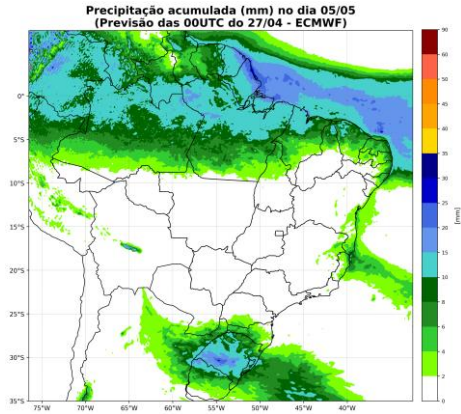 Precipitação acumulada (mm) no dia 05/05
(Previsão das 00UTC do 27/04 - ECMWF)
90
60
50
45
40
35
30
25
20
15
10
8
6
4
2
0
[mm]
0°
5°S
10°S
15°S
20°S
25°S
30°S
35°S
75°W
70°W
65°W
60°W
55°W
50°W
45°W
40°W